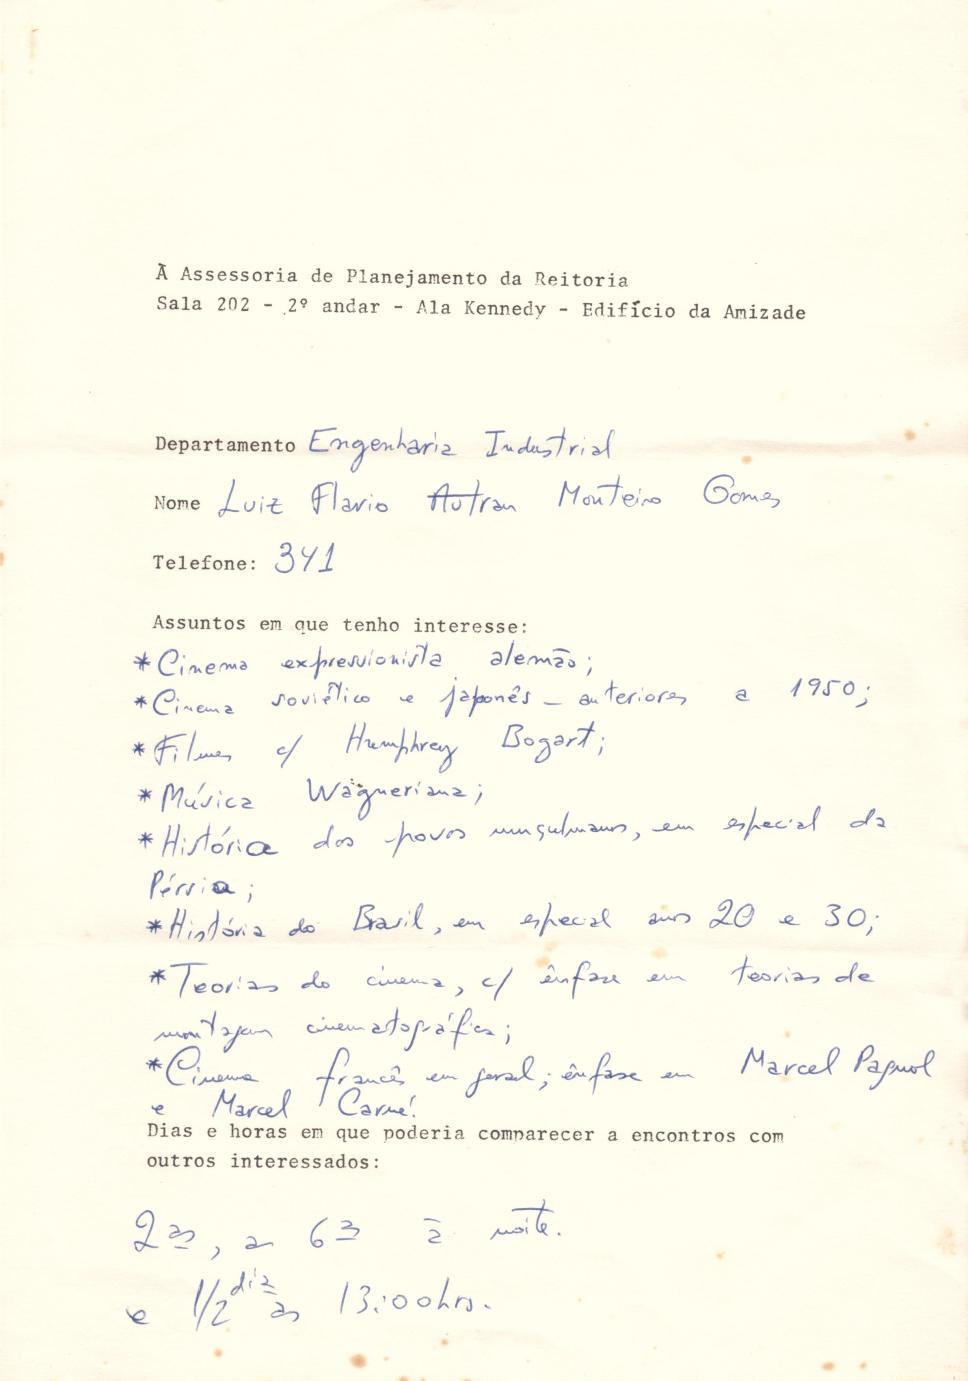 À Assessoria de Planejamento da Reitoria
Sala 202 - 2º andar - Ala Kennedy - Edifício da Amizade
Departamento Engenharia Industrial
Nome Luiz Flavio Autran Monteiro Gomes
Telefone: 341
Assuntos em que tenho interesse:
*Cinema expressionista alemão;
*Cinema soviético e japonês - anteriores a 1950;
*Filmes c/ Humphrey Bogart;
*Música Wagneriana;
*História dos povos muçulmanos, em especial da
Pérsia;
*História do Brasil, em especial anos 20 e 30;
*Teorias do cinema, c/ ênfase em teorias de
montagem cinematográfica;
*Cinema francês em geral; ênfase em Marcel Pagnol
e Marcel Carné.
Dias e horas em que poderia comparecer a encontros com
outros interessados:
2as, a 6as à noite.
e 1/2 dia às 13:00hrs.